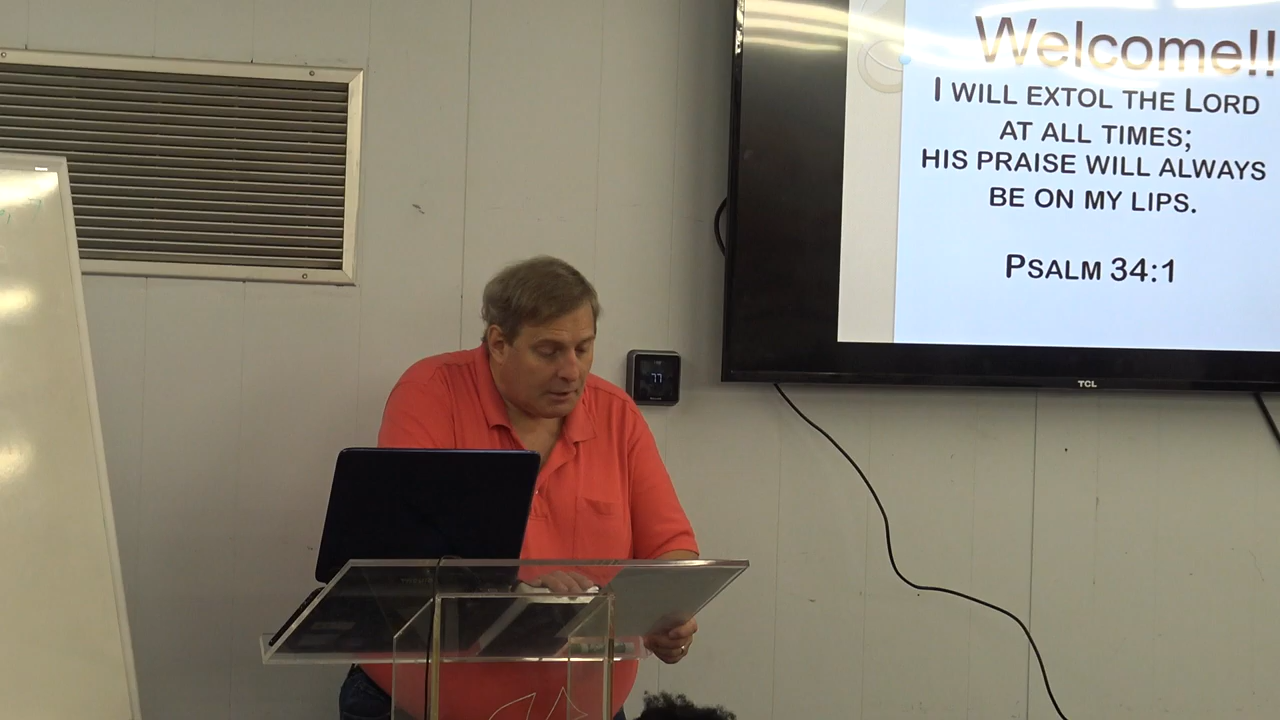 Welcome!!
I WILL EXTOL THE LORD
AT ALL TIMES;
HIS PRAISE WILL ALWAYS
BE ON MY LIPS.
PSALM 34:1
77
TCL